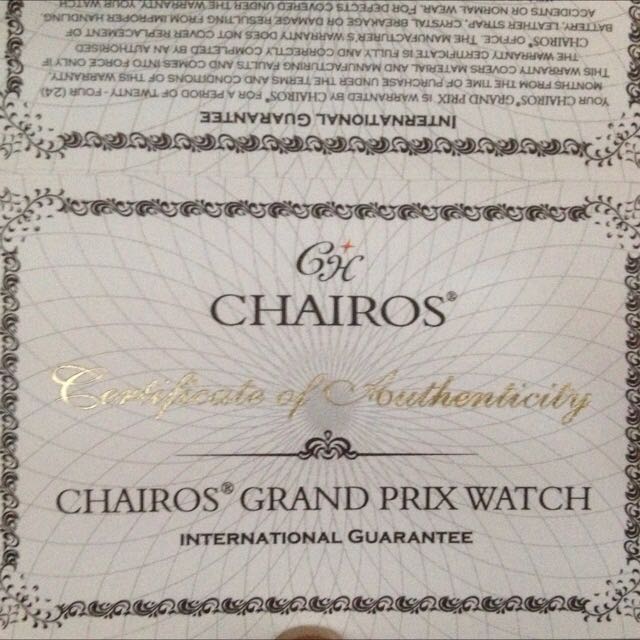 INTERNATIONAL GUARANTEE
YOUR CHAIROS® GRAND PRIX IS WARRANTED BY CHAIROS® FOR A PERIOD OF TWENTY - FOUR (24)
MONTHS FROM THE TIME OF PURCHASE UNDER THE TERMS AND CONDITIONS OF THIS WARRANTY.
THIS WARRANTY COVERS MATERIAL AND MANUFACTURING FAULTS AND COMES INTO FORCE ONLY IF
THE WARRANTY CERTIFICATE IS FULLY AND CORRECTLY COMPLETED BY AN AUTHORISED
CHAIROS® OFFICE. THE MANUFACTURER'S WARRANTY DOES NOT COVER REPLACEMENT OF
BATTERY, LEATHER STRAP, CRYSTAL BREAKAGE OR DAMAGE RESULTING FROM IMPROPER HANDLING
ACCIDENTS OR NORMAL WEAR. FOR DEFECTS COVERED UNDER THE WARRANTY, YOUR WATCH
CH
CHAIROS®
Certificate of Authenticity
CHAIROS® GRAND PRIX WATCH
INTERNATIONAL GUARANTEE